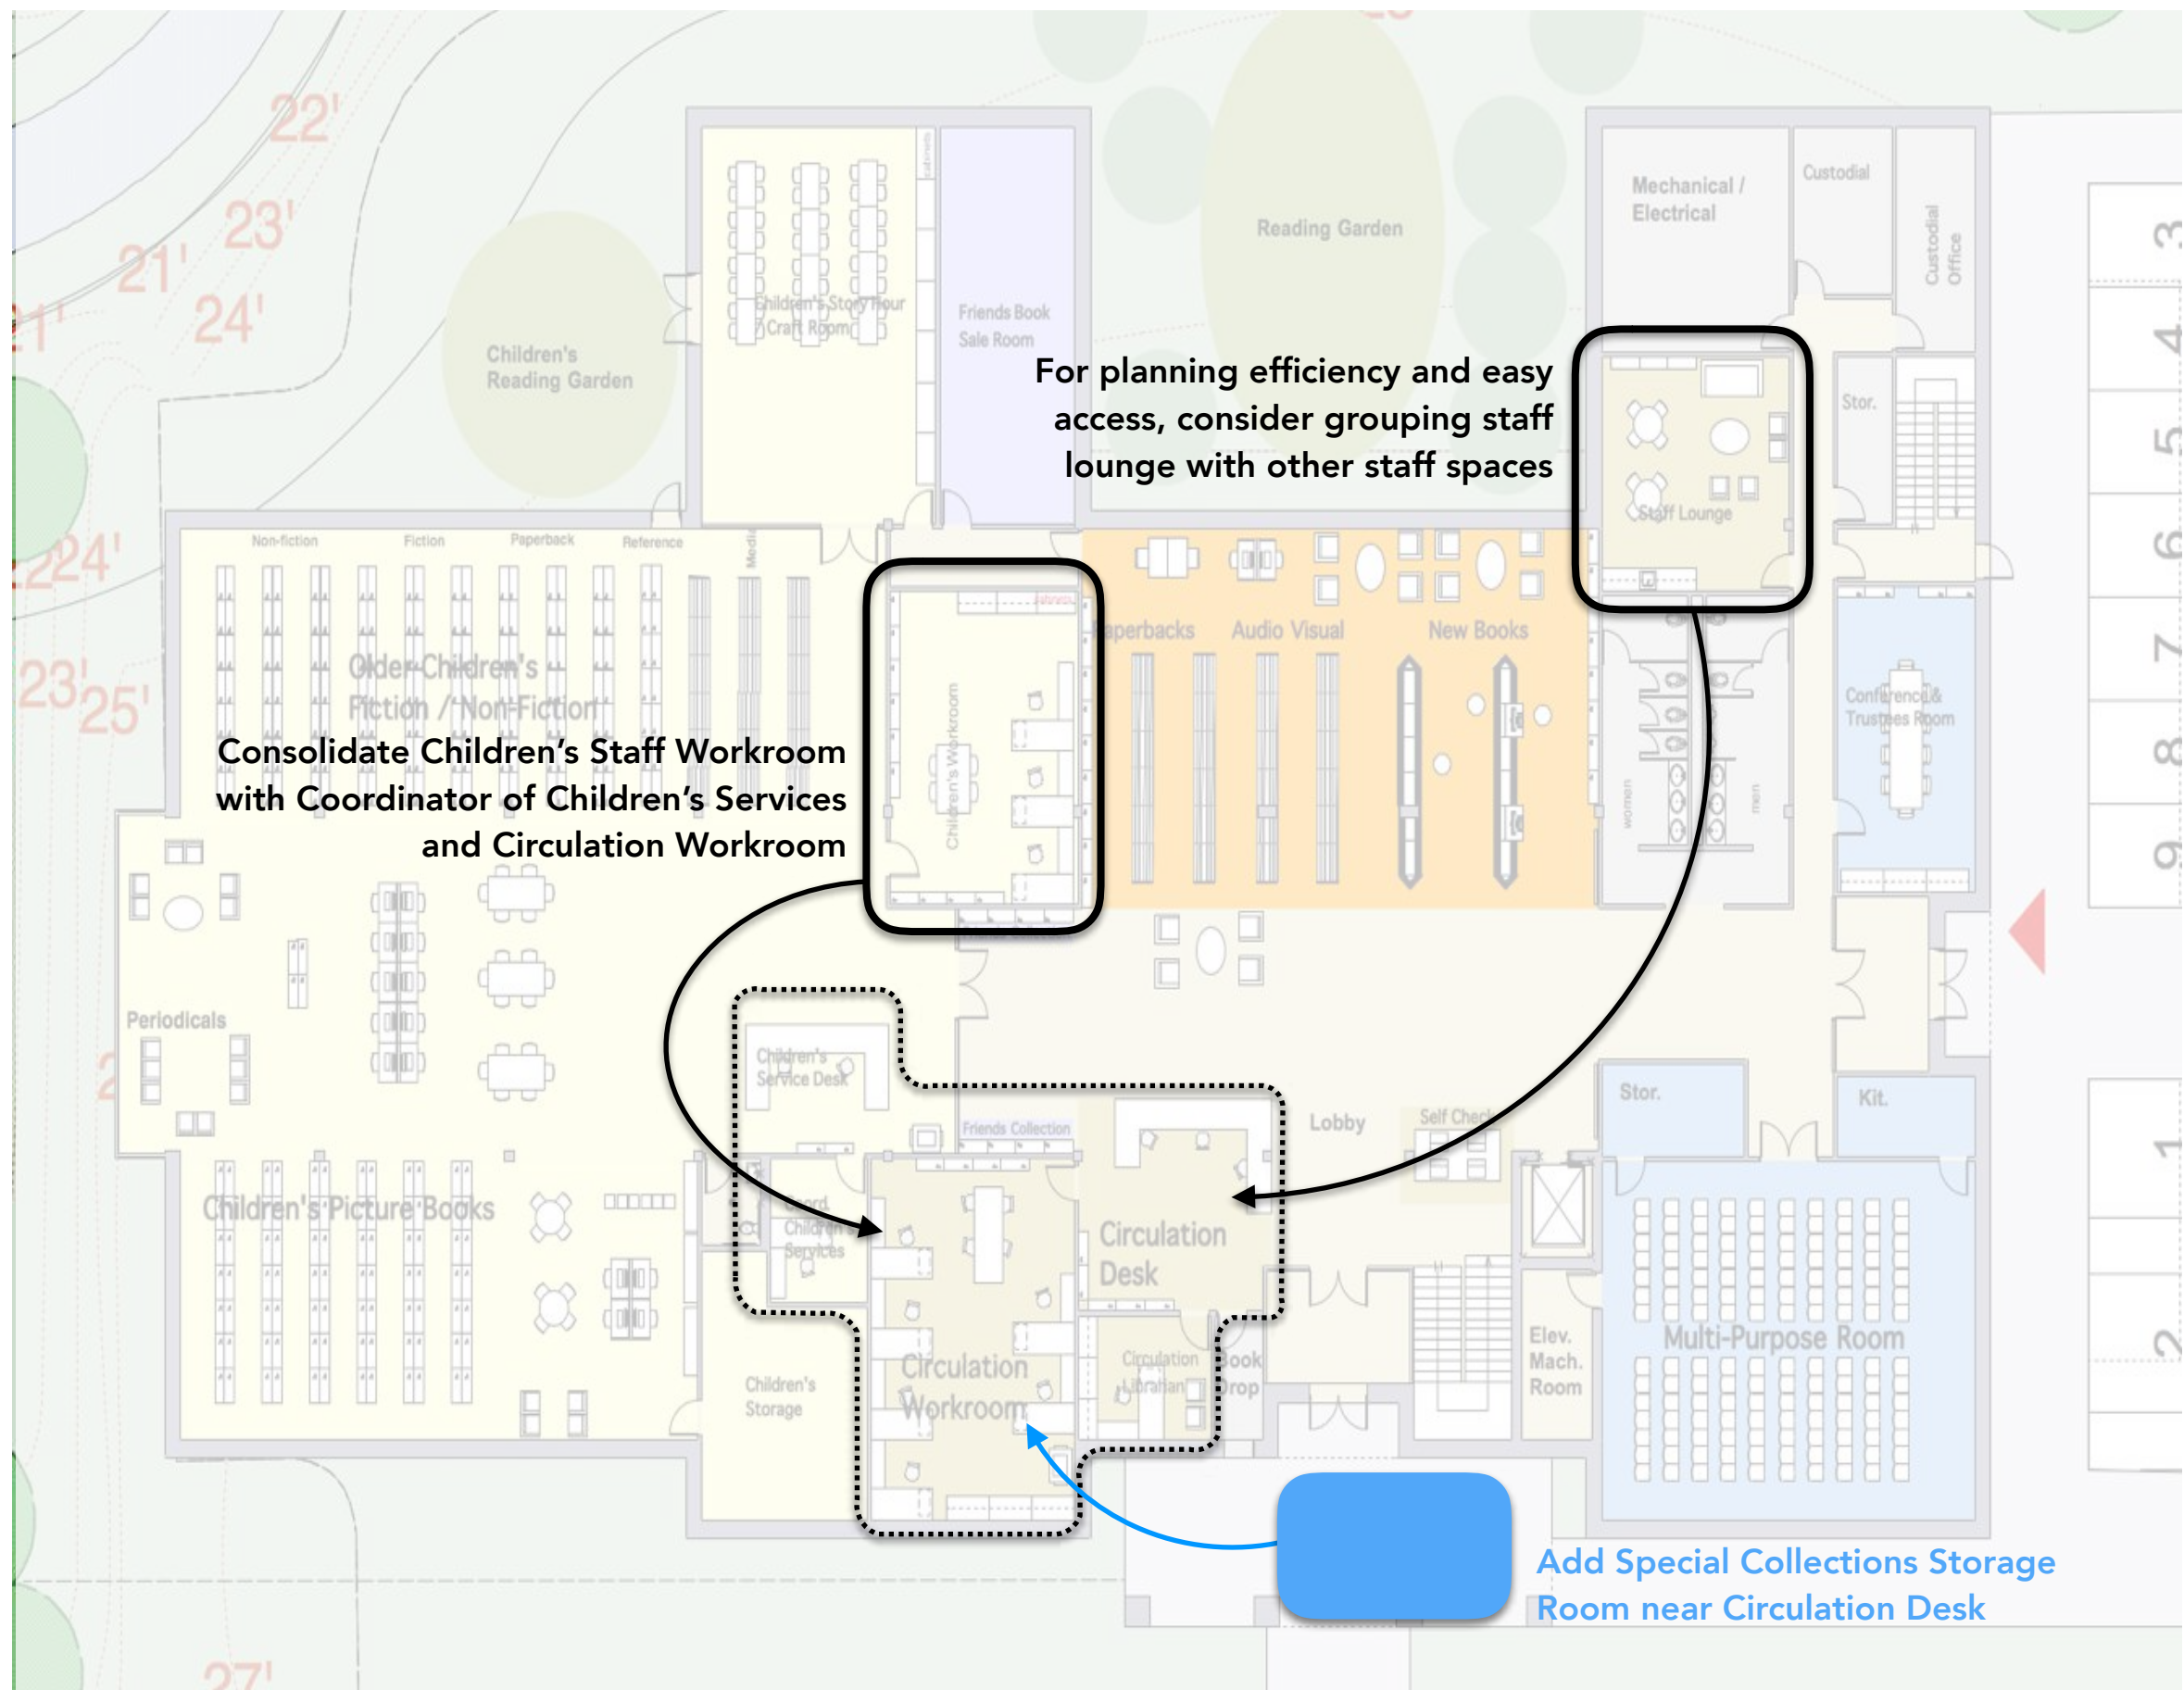 22'
23'
21'
24'
21'
Children's
Reading Garden
cabinets
Children's Story Hour
/ Craft Room
Friends Book
Sale Room
Reading Garden
Mechanical /
Electrical
Custodial
Custodial
Office
3
4
5
6
7
8
9
1
2
For planning efficiency and easy
access, consider grouping staff
lounge with other staff spaces
Stor.
Staff Lounge
24'
23'
25'
Non-fiction
Fiction
Paperback
Reference
Media
Older Children's
Fiction / Non-Fiction
Consolidate Children's Staff Workroom
with Coordinator of Children's Services
and Circulation Workroom
cabinets
Children's Workroom
Paperbacks
Audio Visual
New Books
women
men
Conference &
Trustees Room
Periodicals
Children's
Service Desk
Friends Collection
Lobby
Self Check
Stor.
Kit.
Children's Picture Books
Coord.
Children's
Services
Circulation
Desk
Children's
Storage
Circulation
Workroom
Circulation
Librarian
Book
Drop
Elev.
Mach.
Room
Multi-Purpose Room
Add Special Collections Storage
Room near Circulation Desk
27'